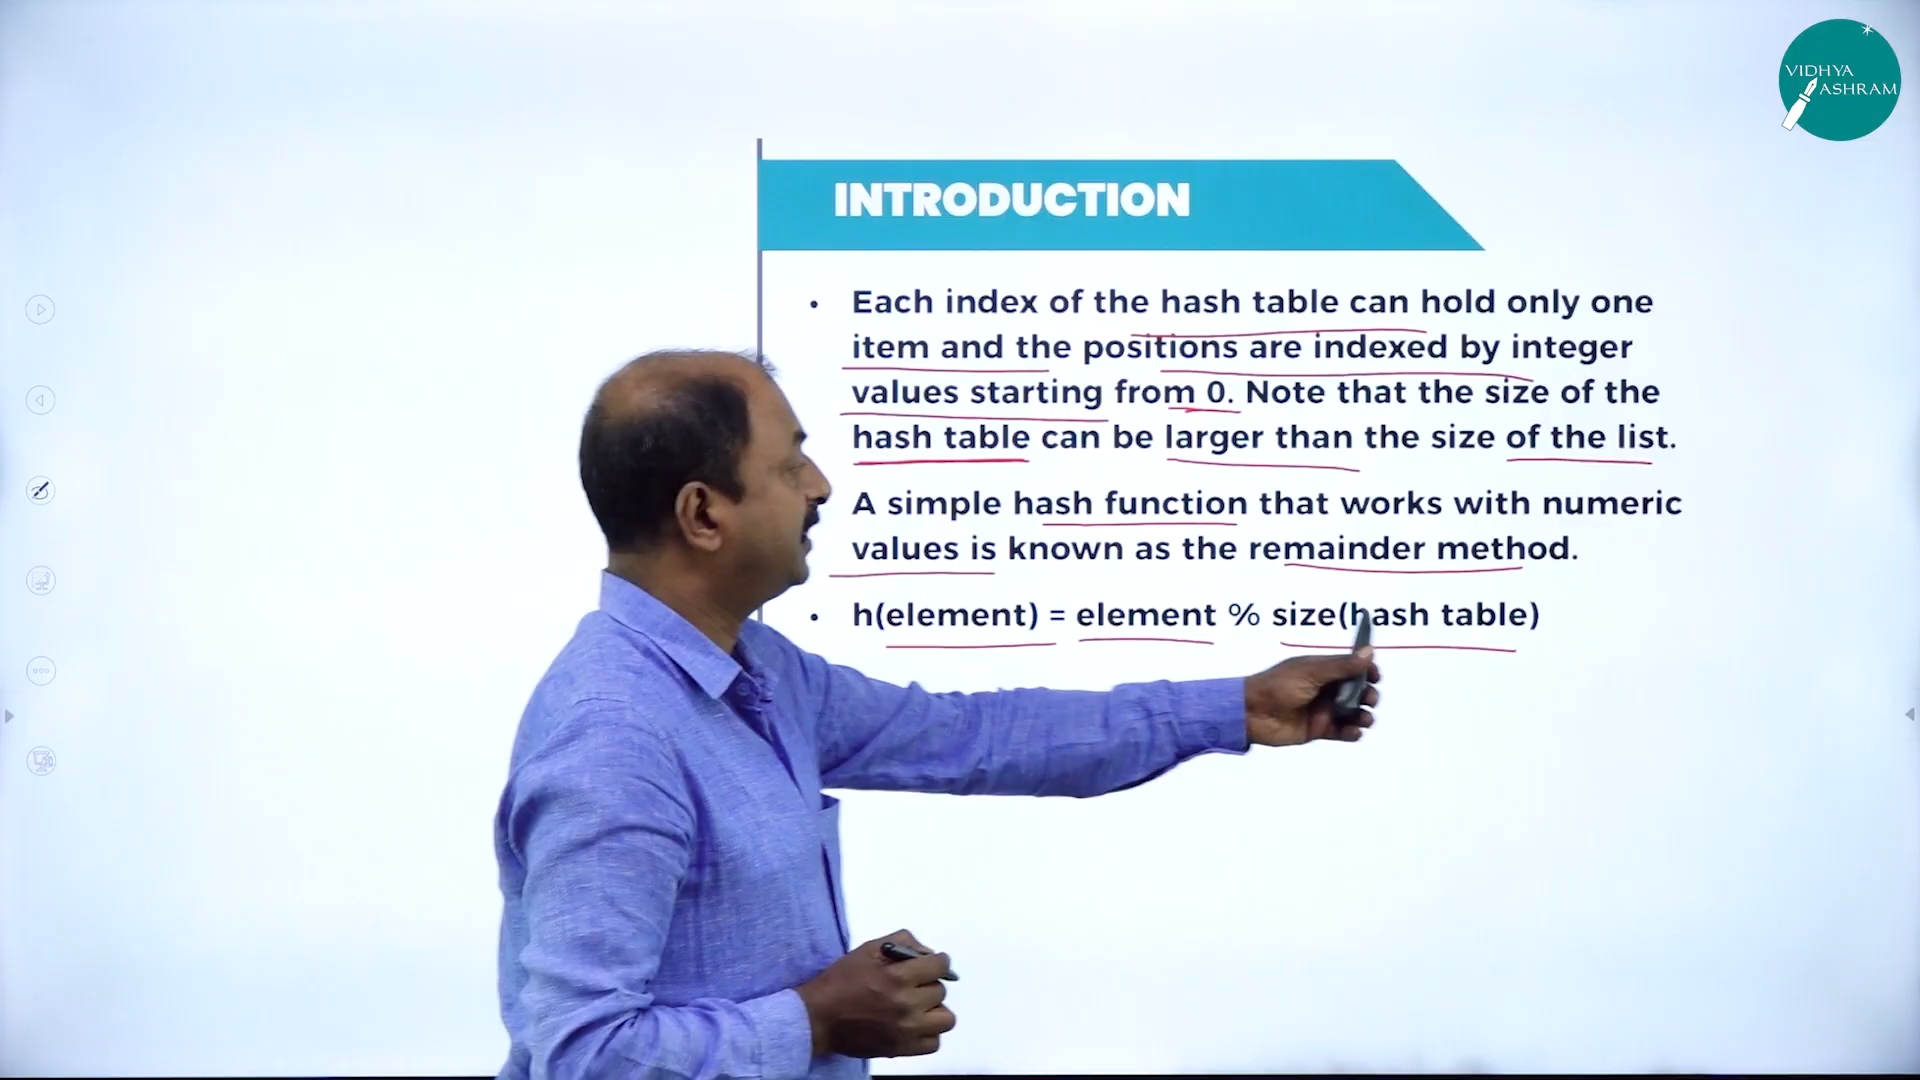 VIDHYA
ASHRAM
INTRODUCTION
• Each index of the hash table can hold only one
item and the positions are indexed by integer
values starting from 0. Note that the size of the
hash table can be larger than the size of the list.
A simple hash function that works with numeric
values is known as the remainder method.
• h(element) = element % size(hash table)